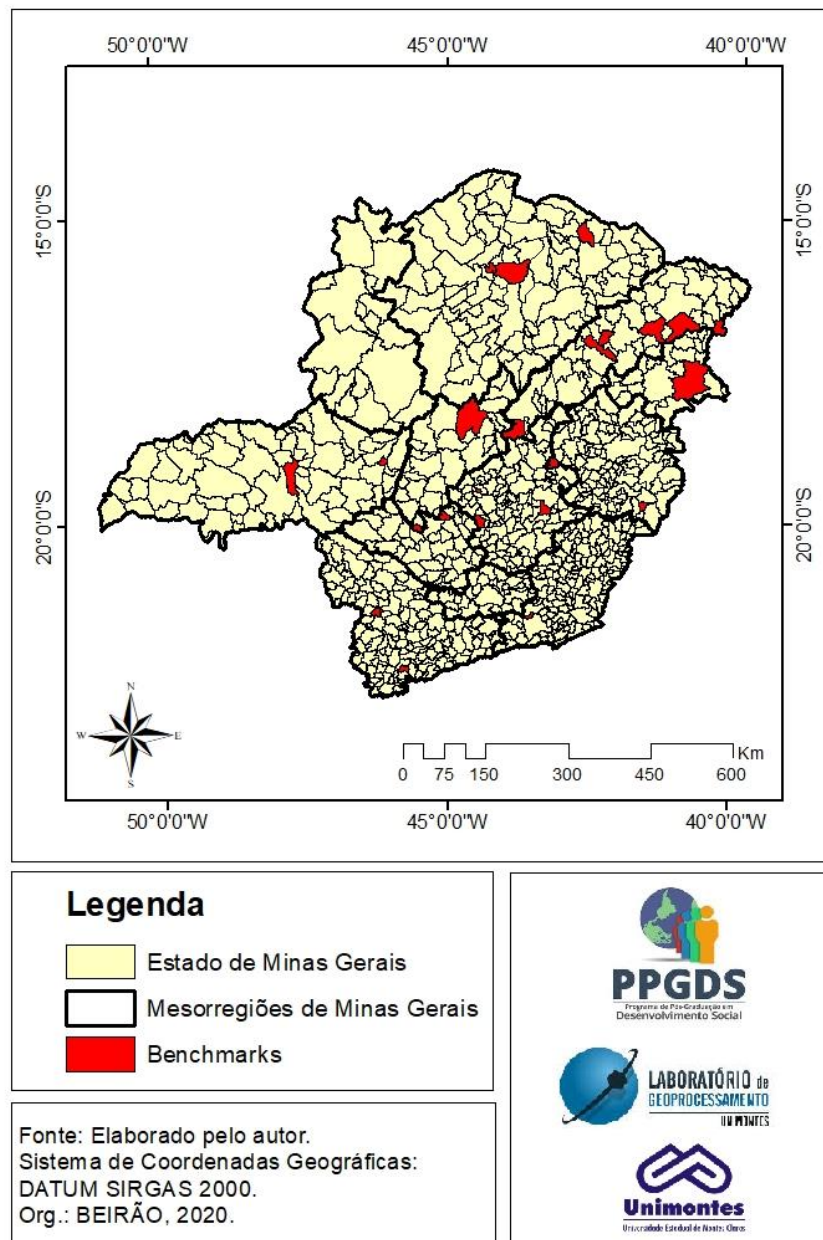 50°0'0"W 45°0'0"W 40°0'0"W
15°0'0"S 15°0'0"S
20°0'0"S 20°0'0"S
N
W E
S
Km
0 75 150 300 450 600
50°0'0"W 45°0'0"W 40°0'0"W
Legenda
Estado de Minas Gerais
Mesorregiões de Minas Gerais
Benchmarks
Fonte: Elaborado pelo autor.
Sistema de Coordenadas Geográficas:
DATUM SIRGAS 2000.
Org.: BEIRÃO, 2020.
PPGDS
Programa de Pós-Graduação em
Desenvolvimento Social
LABORATÓRIO de
GEOPROCESSAMENTO
UNIMONTES
Unimontes
Universidade Estadual de Montes Claros